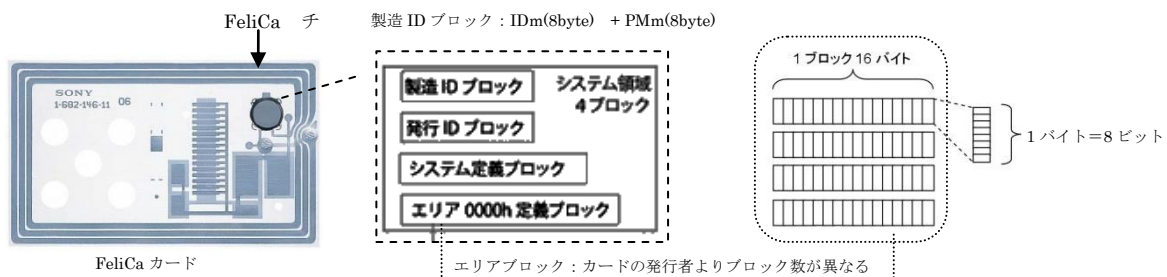 FeliCa チ
製造 ID ブロック：IDm(8byte) + PMm(8byte)
SONY
1-682-146-11 06
FeliCa カード
製造 ID ブロック
システム領域
4ブロック
発行 ID ブロック
システム定義ブロック
エリア 0000h 定義ブロック
1 ブロック 16 バイト
1 バイト＝8 ビット
エリアブロック：カードの発行者よりブロック数が異なる